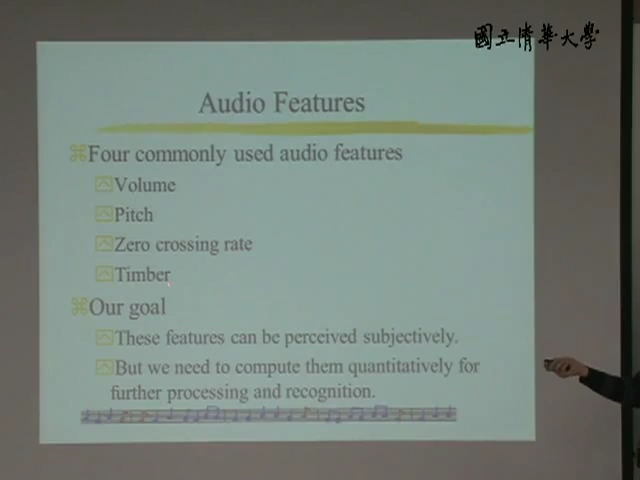 國立清華大學
Audio Features
Four commonly used audio features
Volume
Pitch
Zero crossing rate
Timber
Our goal
These features can be perceived subjectively.
But we need to compute them quantitatively for
further processing and recognition.